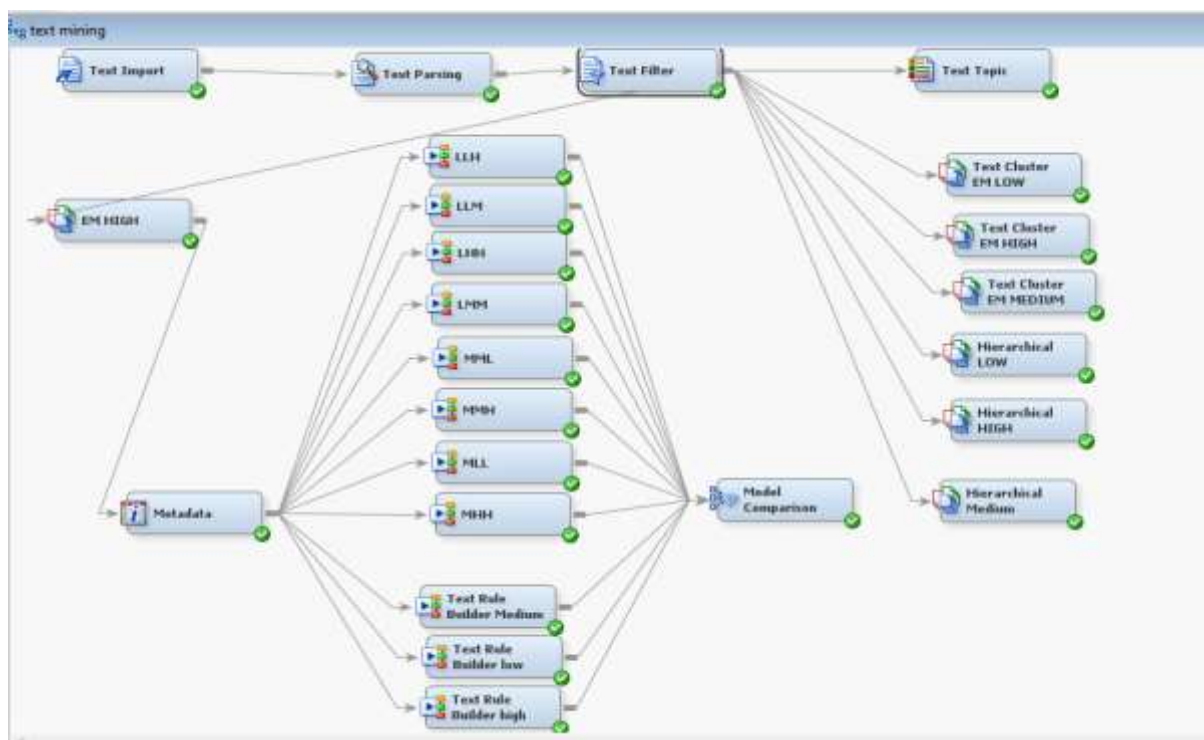 text mining
Text Import
Text Parsing
Text Filter
Text Topic
EM HIGH
LLH
LLM
LHH
LMM
MML
MMH
MLL
MHH
Metadata
Text Rule
Builder Medium
Text Rule
Builder low
Text Rule
Builder high
Model
Comparison
Text Cluster
EM LOW
Text Cluster
EM HIGH
Text Cluster
EM MEDIUM
Hierarchical
LOW
Hierarchical
HIGH
Hierarchical
Medium